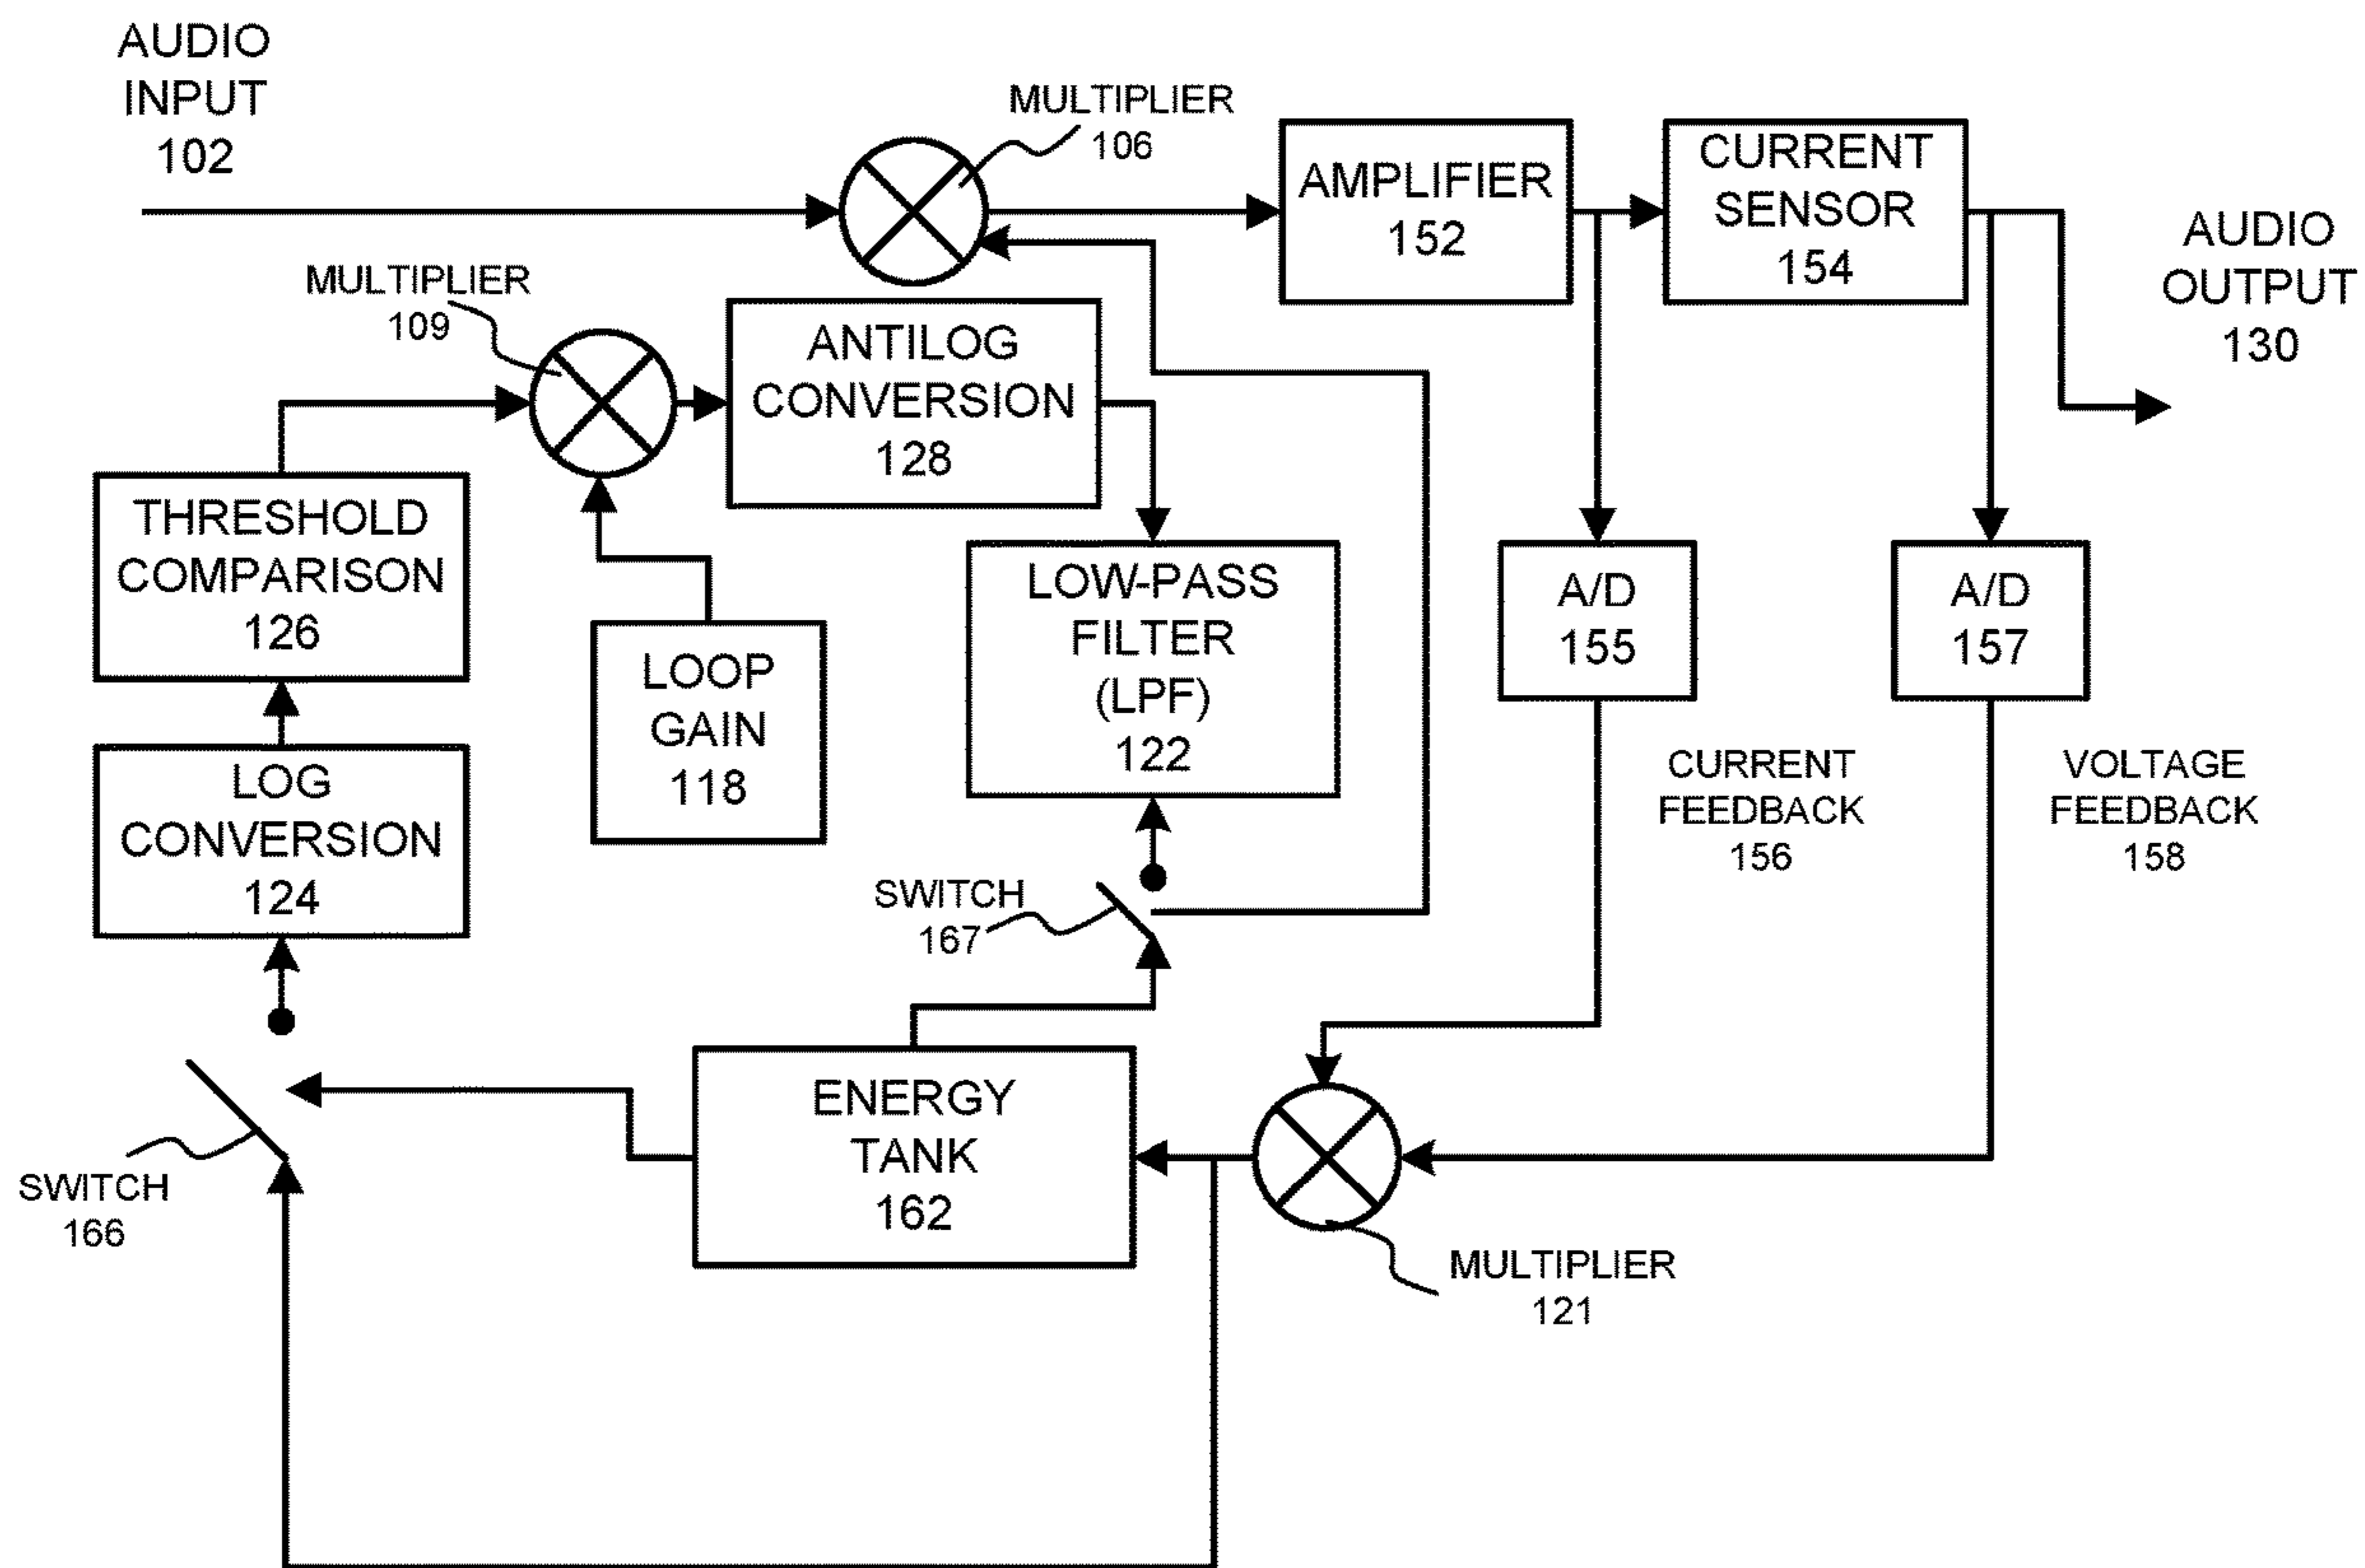 AUDIO
INPUT
102
MULTIPLIER
106
AMPLIFIER
152
CURRENT
SENSOR
154
AUDIO
OUTPUT
130
MULTIPLIER
109
ANTILOG
CONVERSION
128
THRESHOLD
COMPARISON
126
LOOP
GAIN
118
LOW-PASS
FILTER
(LPF)
122
A/D
155
A/D
157
LOG
CONVERSION
124
CURRENT
FEEDBACK
156
VOLTAGE
FEEDBACK
158
SWITCH
167
ENERGY
TANK
162
SWITCH
166
MULTIPLIER
121